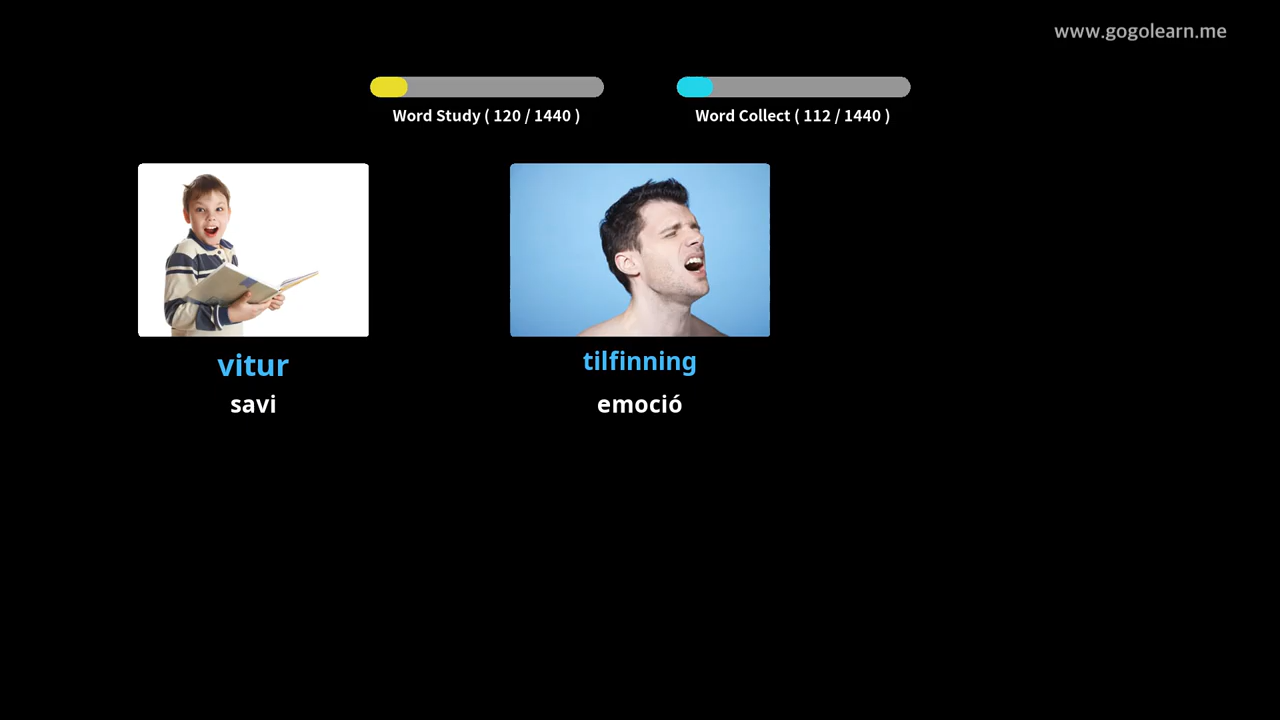 www.gogolearn.me
Word Study ( 120 / 1440 )
Word Collect ( 112 / 1440 )
vitur
savi
tilfinning
emoció